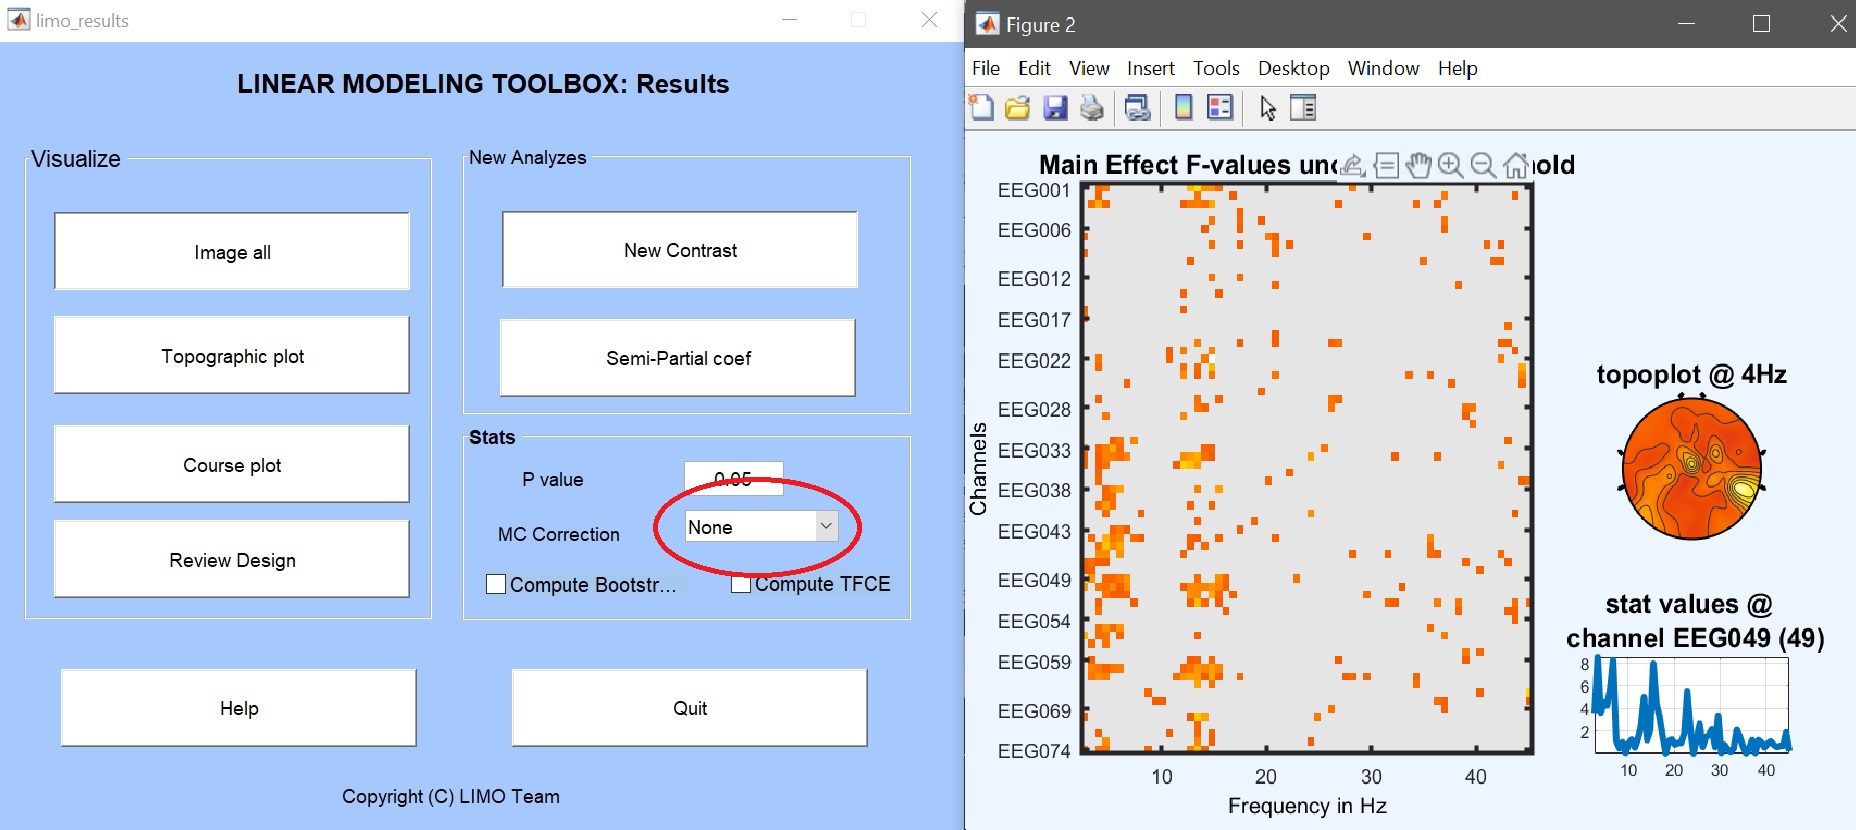 limo_results
LINEAR MODELING TOOLBOX: Results
Visualize
Image all
Topographic plot
Course plot
Review Design
New Analyzes
New Contrast
Semi-Partial coef
Stats
P value
0.05
MC Correction
None
Compute Bootstr...
Compute TFCE
Help
Quit
Copyright (C) LIMO Team
Figure 2
File Edit View Insert Tools Desktop Window Help
Main Effect F-values
Channels
EEG001
EEG006
EEG012
EEG017
EEG022
EEG028
EEG033
EEG038
EEG043
EEG049
EEG054
EEG059
EEG069
EEG074
10 20 30 40
Frequency in Hz
topoplot @ 4Hz
stat values @
channel EEG049 (49)
8
6
4
2
10 20 30 40